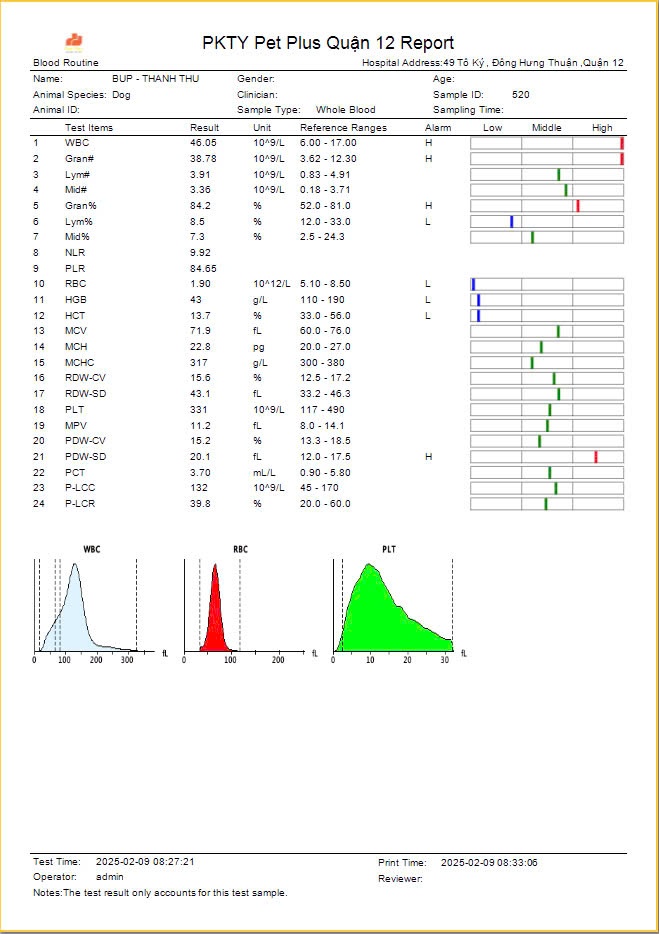 PKTY Pet Plus Quận 12 Report
Blood Routine Hospital Address:49 Tô Ký , Đông Hưng Thuận ,Quận 12
Name: BUP - THANH THU Gender: Age:
Animal Species: Dog Clinician: Sample ID: 520
Animal ID: Sample Type: Whole Blood Sampling Time:
Test Items Result Unit Reference Ranges Alarm Low Middle High
1 WBC 46.05 10^9/L 6.00 - 17.00 H
2 Gran# 38.78 10^9/L 3.62 - 12.30 H
3 Lym# 3.91 10^9/L 0.83 - 4.91
4 Mid# 3.36 10^9/L 0.18 - 3.71
5 Gran% 84.2 % 52.0 - 81.0 H
6 Lym% 8.5 % 12.0 - 33.0 L
7 Mid% 7.3 % 2.5 - 24.3
8 NLR 9.92
9 PLR 84.65
10 RBC 1.90 10^12/L 5.10 - 8.50 L
11 HGB 43 g/L 110 - 190 L
12 HCT 13.7 % 33.0 - 56.0 L
13 MCV 71.9 fL 60.0 - 76.0
14 MCH 22.8 pg 20.0 - 27.0
15 MCHC 317 g/L 300 - 380
16 RDW-CV 15.6 % 12.5 - 17.2
17 RDW-SD 43.1 fL 33.2 - 46.3
18 PLT 331 10^9/L 117 - 490
19 MPV 11.2 fL 8.0 - 14.1
20 PDW-CV 15.2 % 13.3 - 18.5
21 PDW-SD 20.1 fL 12.0 - 17.5 H
22 PCT 3.70 mL/L 0.90 - 5.80
23 P-LCC 132 10^9/L 45 - 170
24 P-LCR 39.8 % 20.0 - 60.0
WBC RBC PLT
0 100 200 300 fL 0 100 200 fL 0 10 20 30 fL
Test Time: 2025-02-09 08:27:21 Print Time: 2025-02-09 08:33:06
Operator: admin Reviewer:
Notes:The test result only accounts for this test sample.